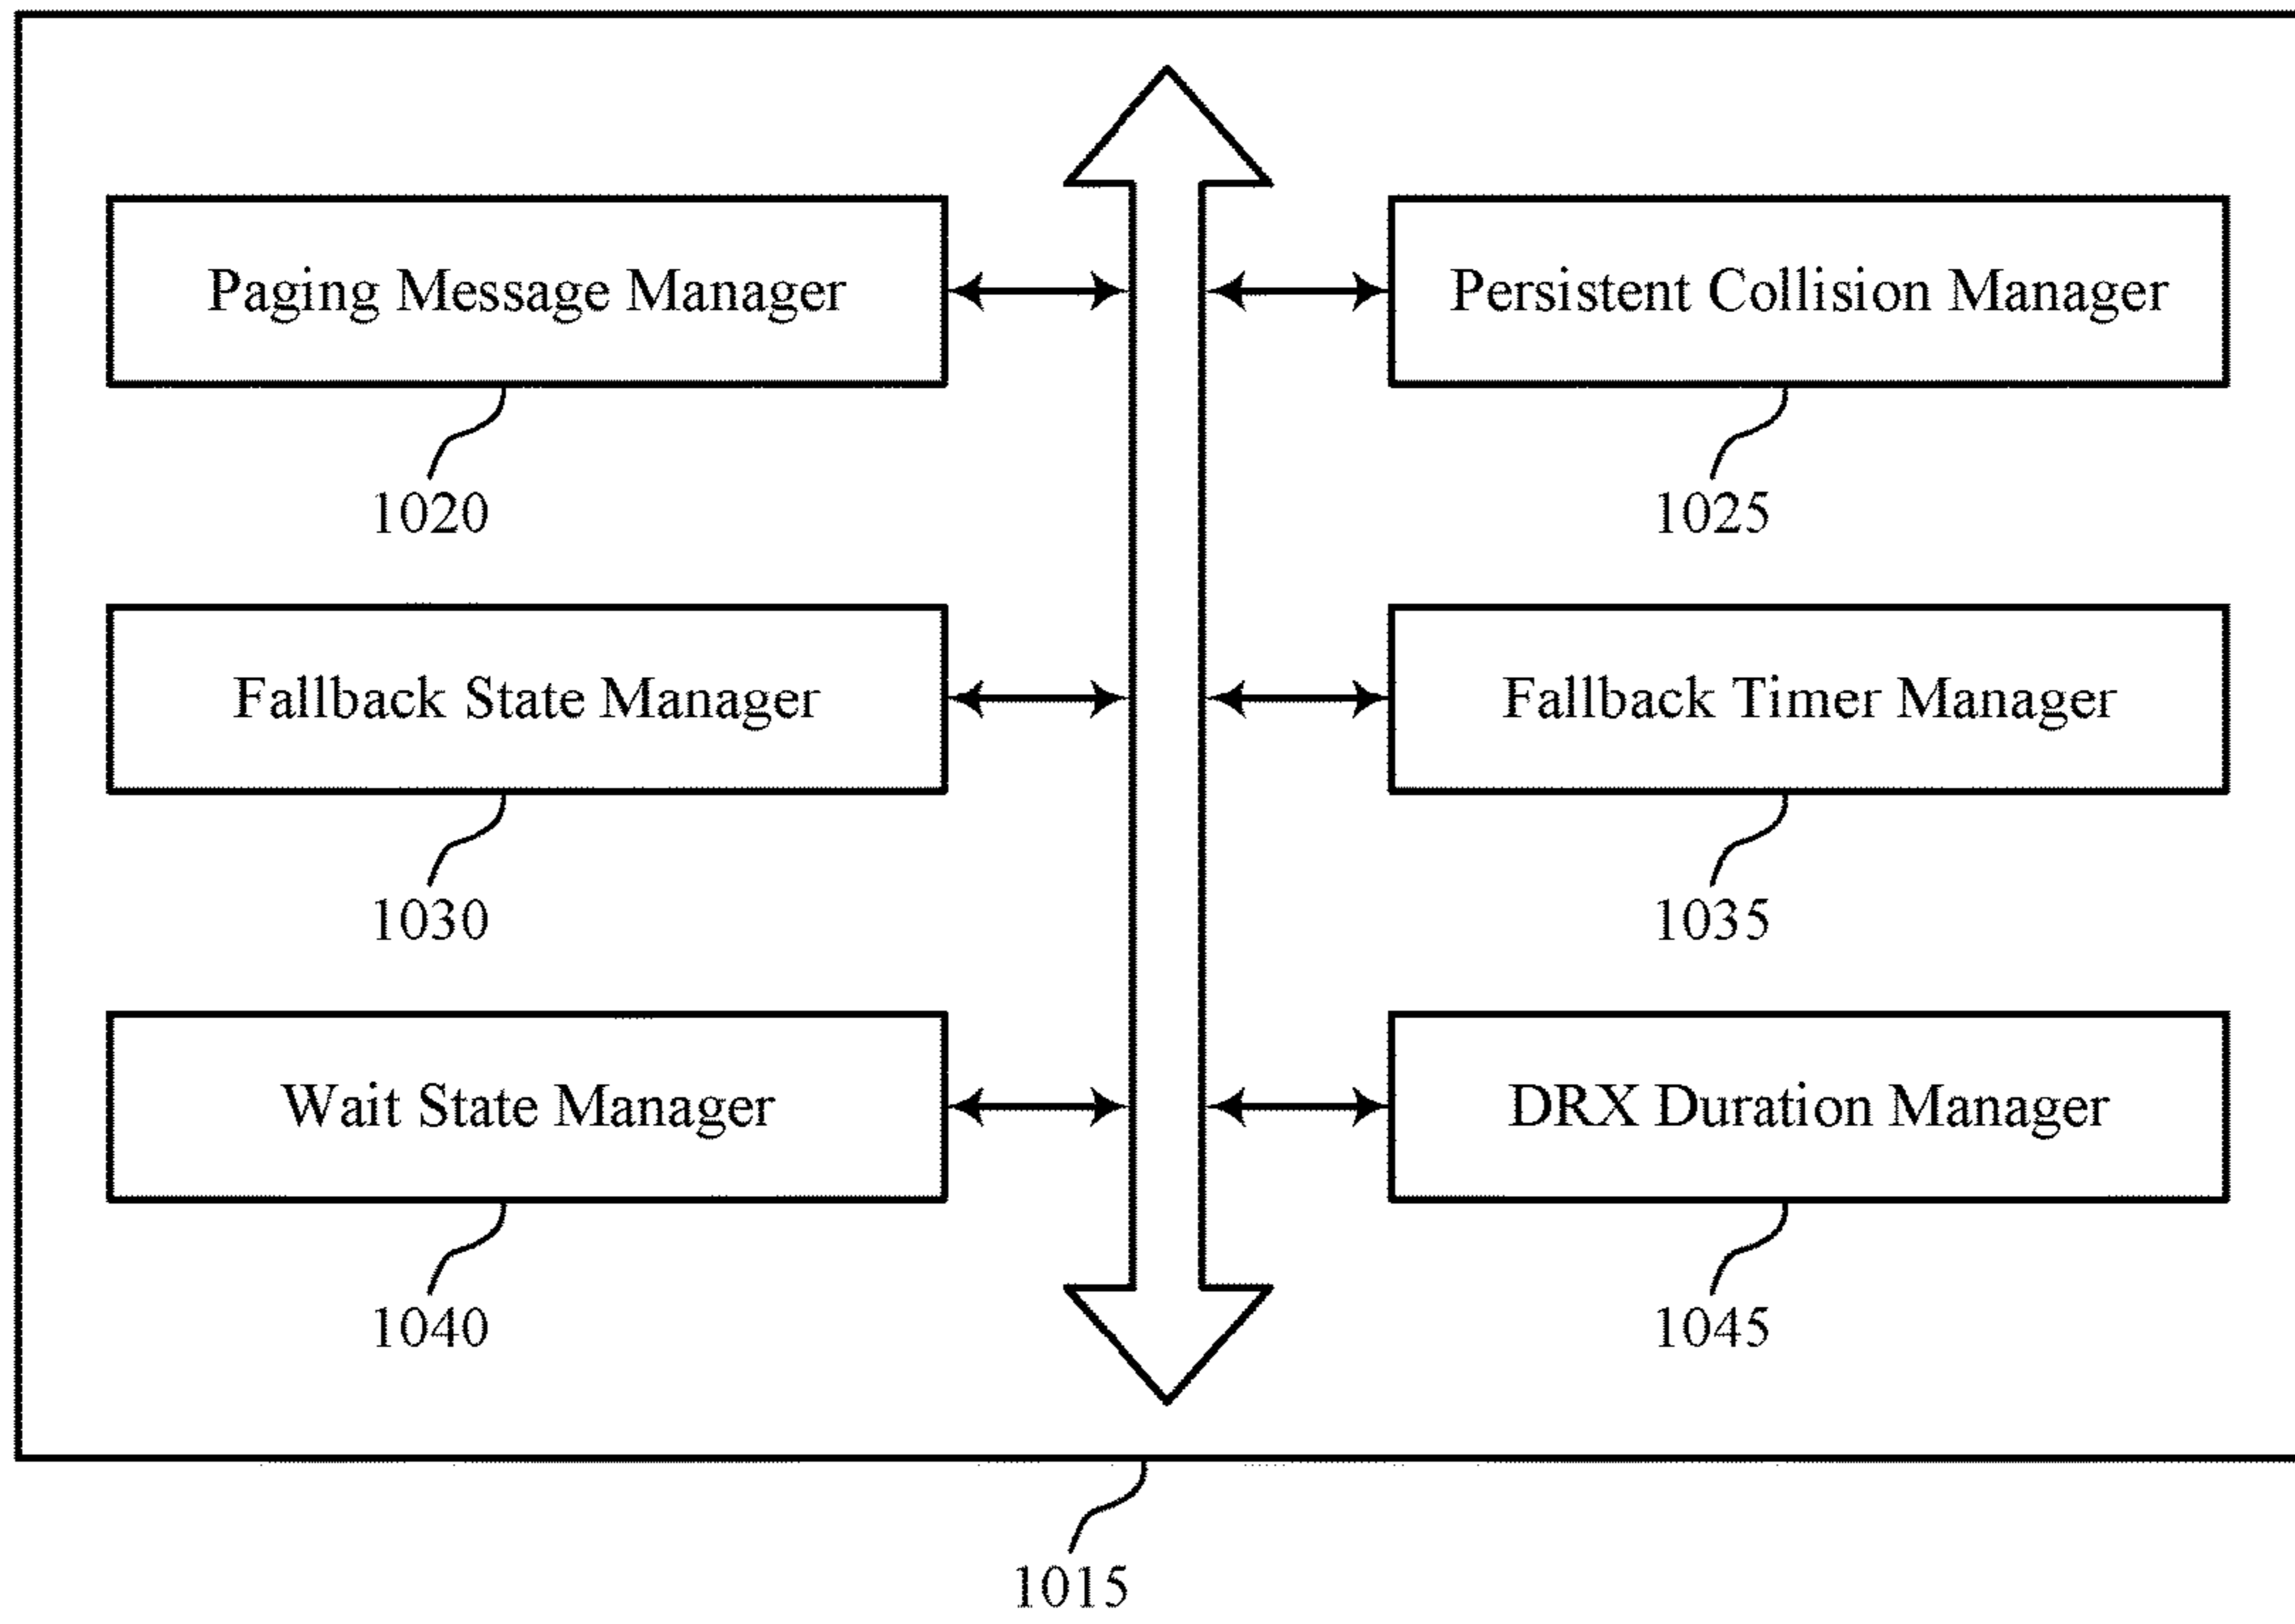 Paging Message Manager
Persistent Collision Manager
1020
1025
Fallback State Manager
Fallback Timer Manager
1030
1035
Wait State Manager
DRX Duration Manager
1040
1045
1015